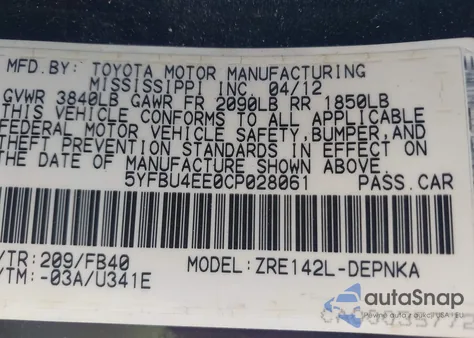 MFD.BY: TOYOTA MOTOR MANUFACTURING
MISSISSIPPI INC. 04/12
GVWR 3840LB GAWR FR 2090LB RR 1850LB
THIS VEHICLE CONFORMS TO ALL APPLICABLE
FEDERAL MOTOR VEHICLE SAFETY, BUMPER, AND
THEFT PREVENTION STANDARDS IN EFFECT ON
THE DATE OF MANUFACTURE SHOWN ABOVE.
5YFBU4EE0CP028061 PASS.CAR
/TR: 209/FB40 MODEL: ZRE142L-DEPNKA
/TM: -03A/U341E
autoSnap